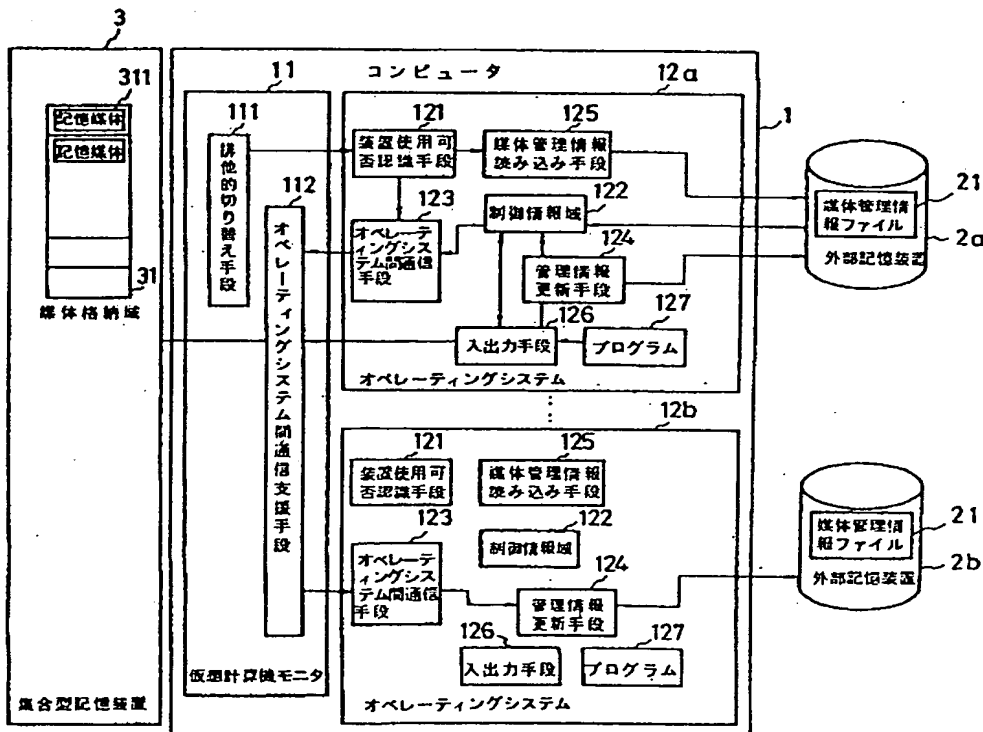 3
311
記憶媒体
記憶媒体
31
媒体格納域
集合型記憶装置
コンピュータ
1
11
111
排他的切り替え手段
112
オペレーティングシステム間通信支援手段
仮想計算機モニタ
12a
121
装置使用可
否認識手段
125
媒体管理情報
読み込み手段
123
オペレーテ
ィングシス
テム間通信
手段
122
制御情報域
124
管理情報
更新手段
126
入出力手段
127
プログラム
オペレーティングシステム
21
媒体管理情
報ファイル
2a
外部記憶装置
12b
121
装置使用可
否認識手段
125
媒体管理情報
読み込み手段
123
オペレーテ
ィングシス
テム間通信
手段
122
制御情報域
124
管理情報
更新手段
126
入出力手段
127
プログラム
オペレーティングシステム
21
媒体管理情
報ファイル
2b
外部記憶装置